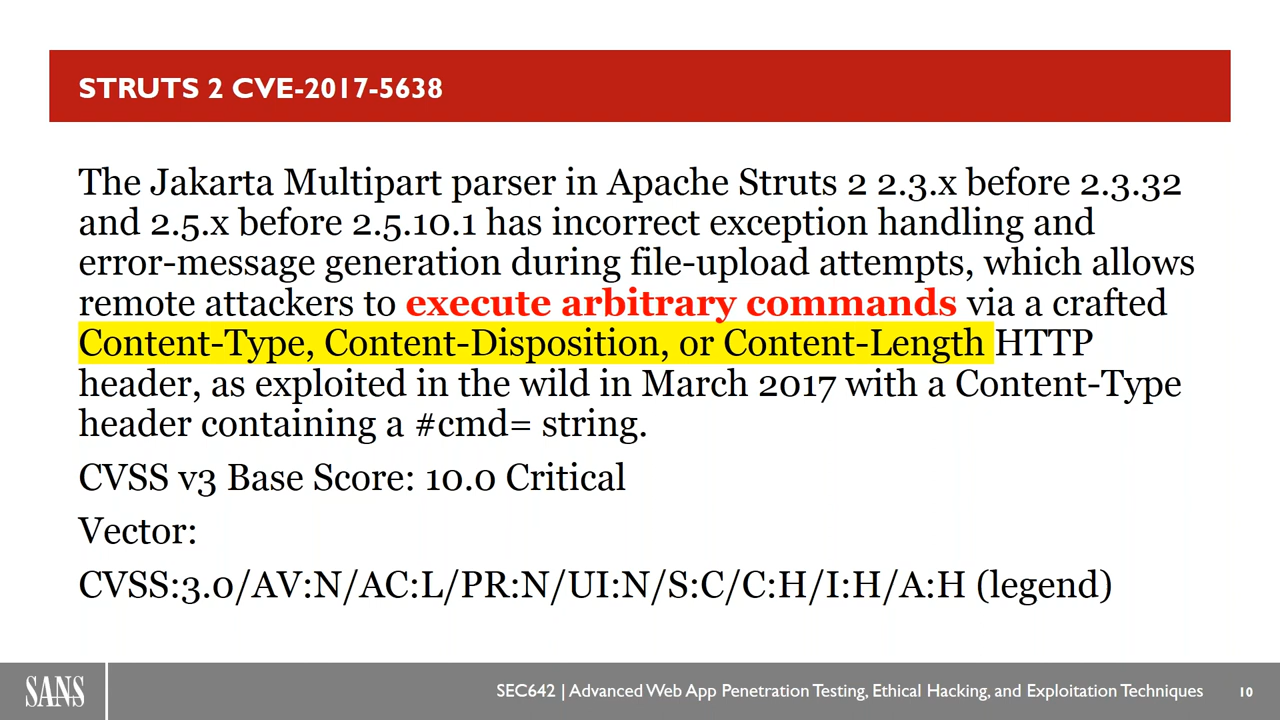 STRUTS 2 CVE-2017-5638
The Jakarta Multipart parser in Apache Struts 2 2.3.x before 2.3.32
and 2.5.x before 2.5.10.1 has incorrect exception handling and
error-message generation during file-upload attempts, which allows
remote attackers to execute arbitrary commands via a crafted
Content-Type, Content-Disposition, or Content-Length HTTP
header, as exploited in the wild in March 2017 with a Content-Type
header containing a #cmd= string.
CVSS v3 Base Score: 10.0 Critical
Vector:
CVSS:3.0/AV:N/AC:L/PR:N/UI:N/S:C/C:H/I:H/A:H (legend)
SANS
SEC642 | Advanced Web App Penetration Testing, Ethical Hacking, and Exploitation Techniques
10